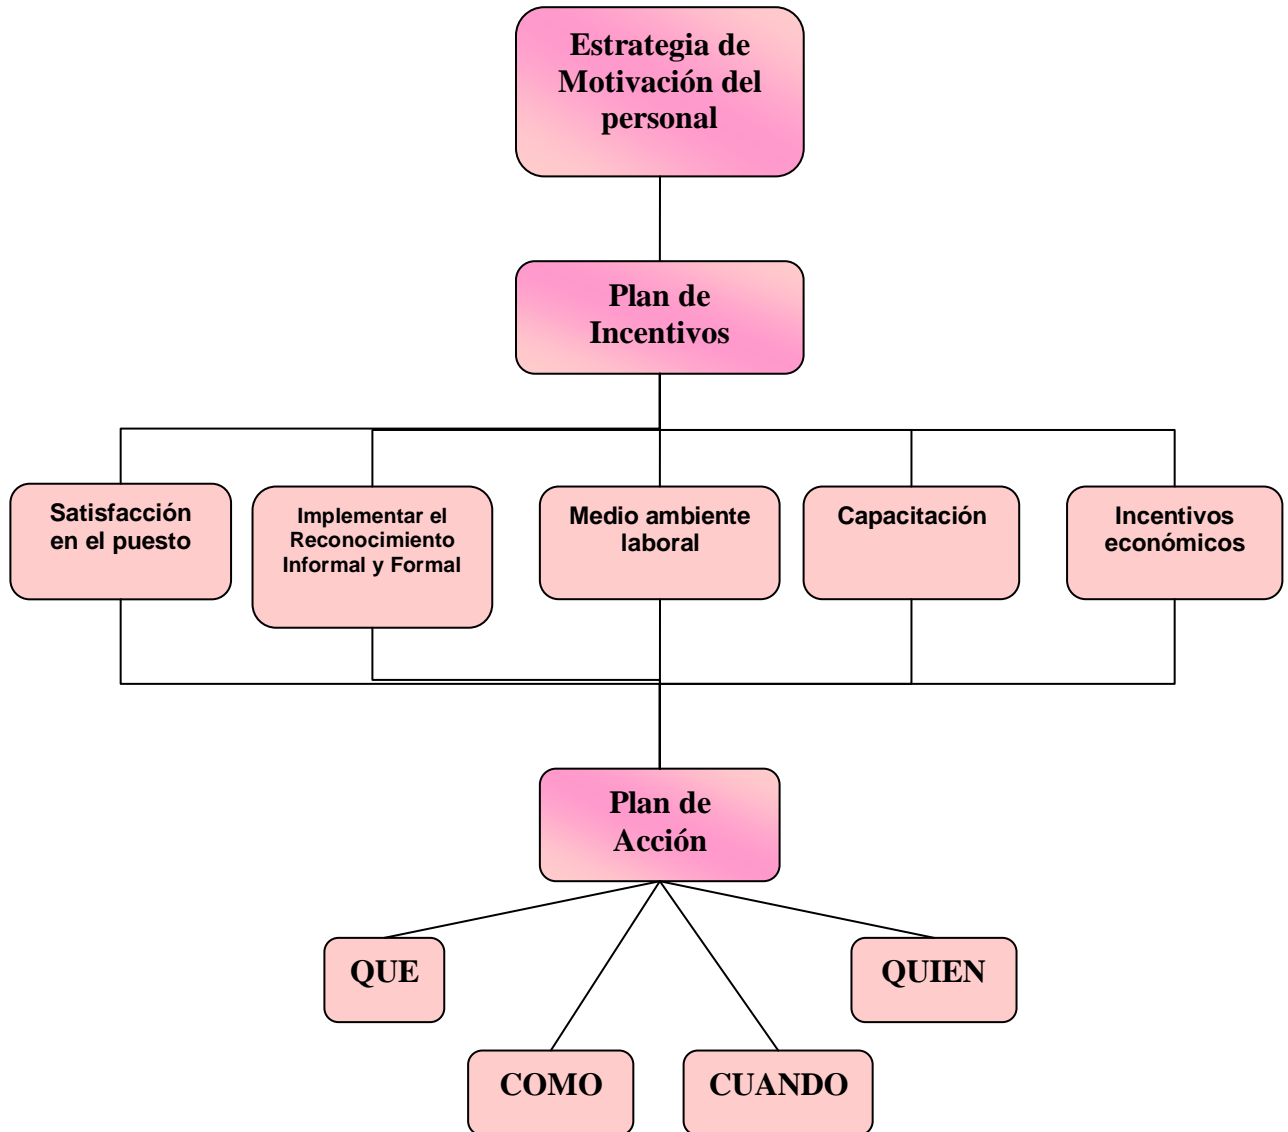 Estrategia de
Motivación del
personal
Plan de
Incentivos
Satisfacción
en el puesto
Implementar el
Reconocimiento
Informal y Formal
Medio ambiente
laboral
Capacitación
Incentivos
económicos
Plan de
Acción
QUE
QUIEN
COMO
CUANDO